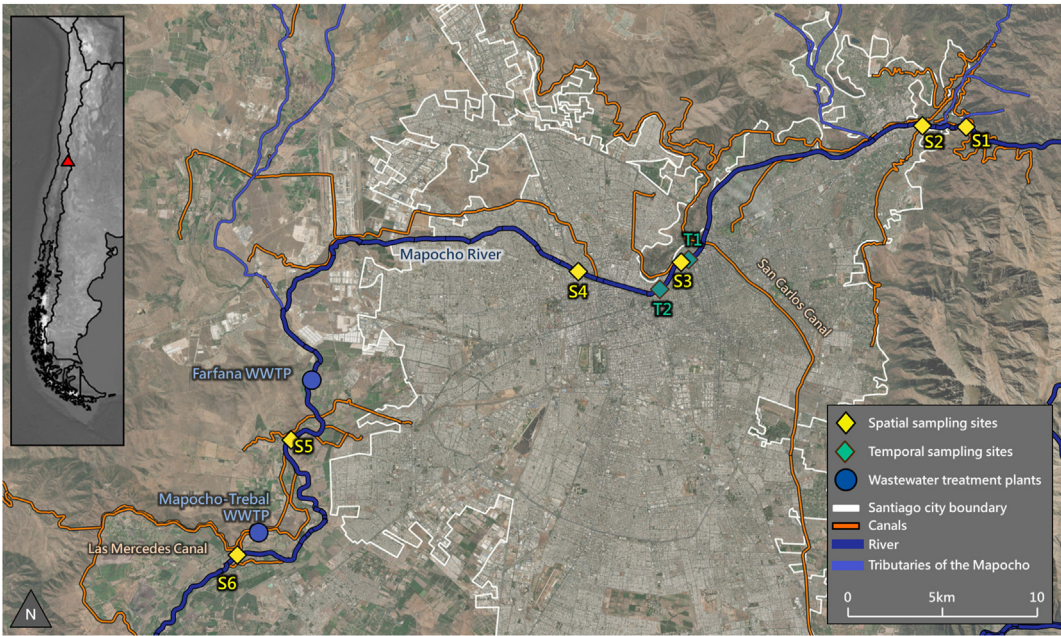 S2
S1
T1
Mapocho River
S3
San Carlos Canal
S4
T2
Farfana WWTP
S5
Mapocho-Trebal
WWTP
Las Mercedes Canal
S6
N
Spatial sampling sites
Temporal sampling sites
Wastewater treatment plants
Santiago city boundary
Canals
River
Tributaries of the Mapocho
0 5km 10